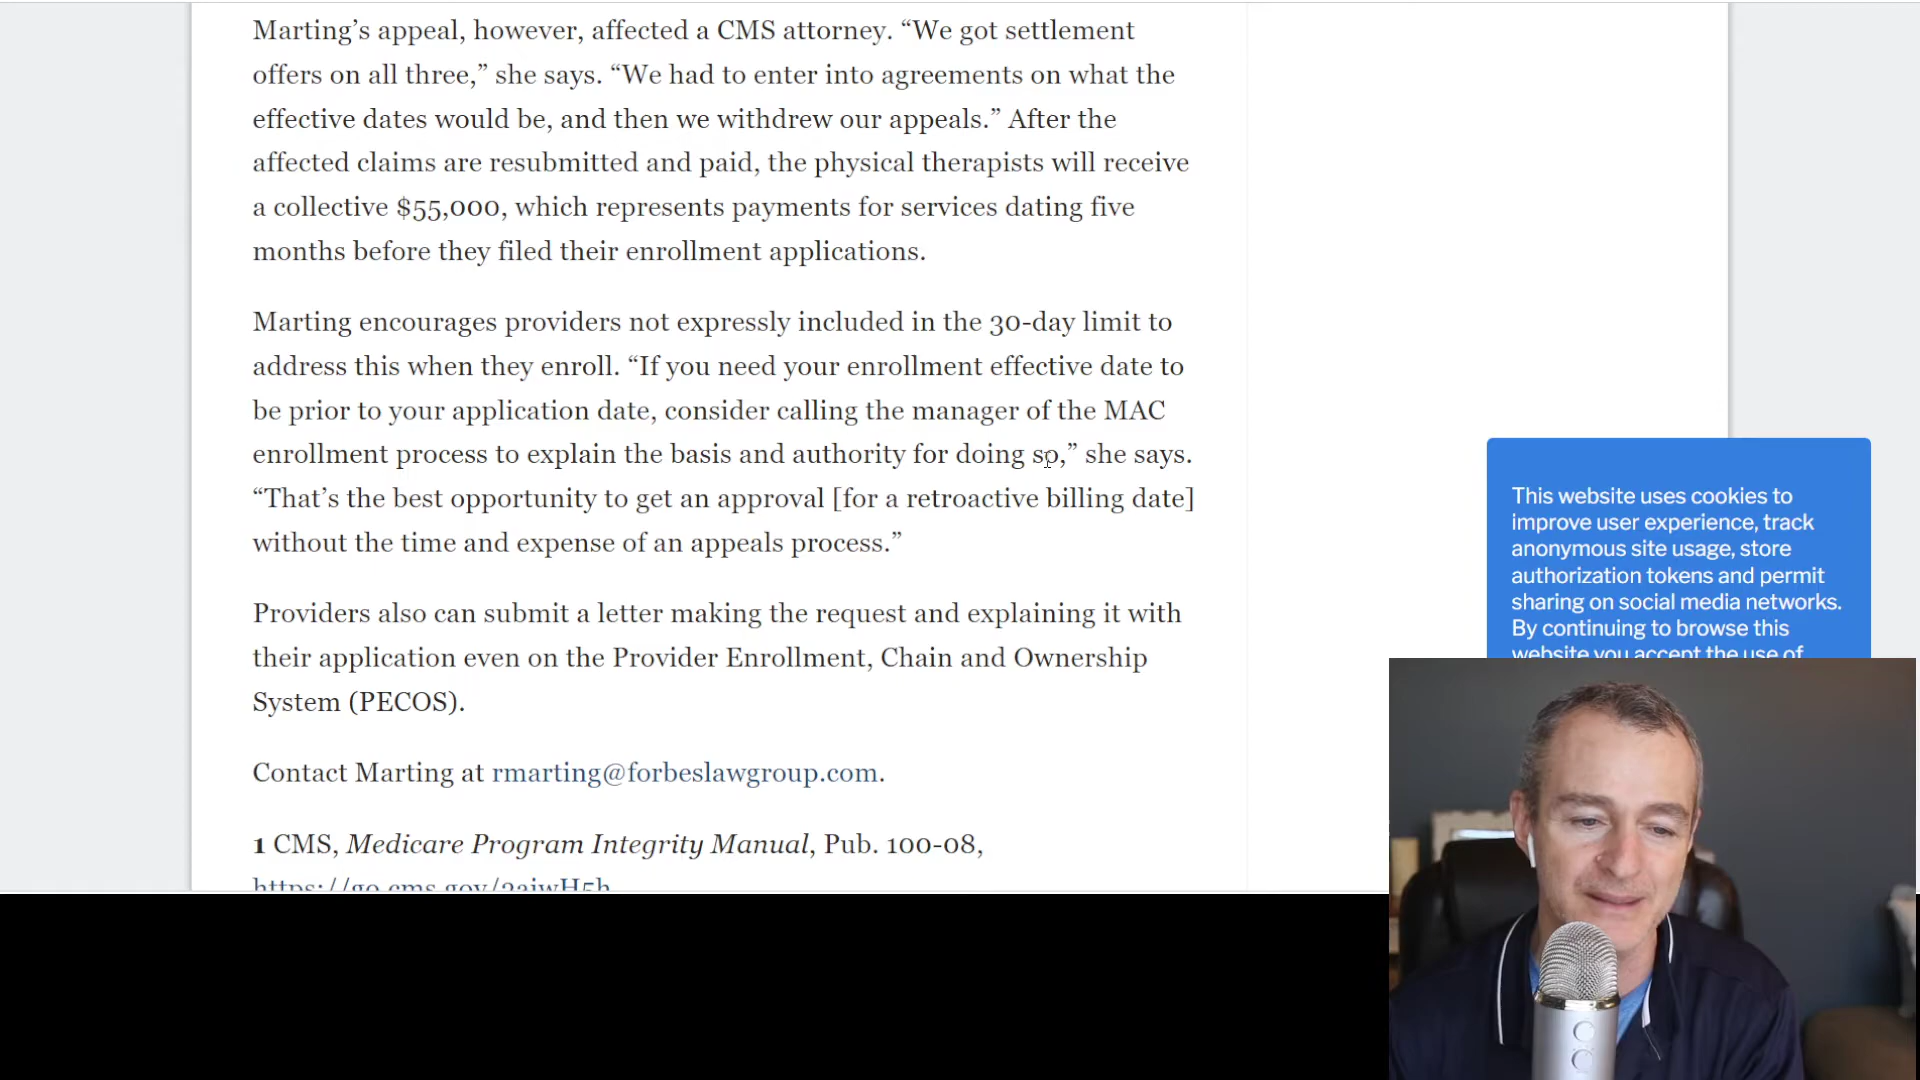 Marting’s appeal, however, affected a CMS attorney. “We got settlement
offers on all three,” she says. “We had to enter into agreements on what the
effective dates would be, and then we withdrew our appeals.” After the
affected claims are resubmitted and paid, the physical therapists will receive
a collective $55,000, which represents payments for services dating five
months before they filed their enrollment applications.
Marting encourages providers not expressly included in the 30-day limit to
address this when they enroll. “If you need your enrollment effective date to
be prior to your application date, consider calling the manager of the MAC
enrollment process to explain the basis and authority for doing so,” she says.
“That’s the best opportunity to get an approval [for a retroactive billing date]
without the time and expense of an appeals process.”
Providers also can submit a letter making the request and explaining it with
their application even on the Provider Enrollment, Chain and Ownership
System (PECOS).
Contact Marting at rmarting@forbeslawgroup.com.
1 CMS, Medicare Program Integrity Manual, Pub. 100-08,
This website uses cookies to
improve user experience, track
anonymous site usage, store
authorization tokens and permit
sharing on social media networks.
By continuing to browse this
website you accept the use of